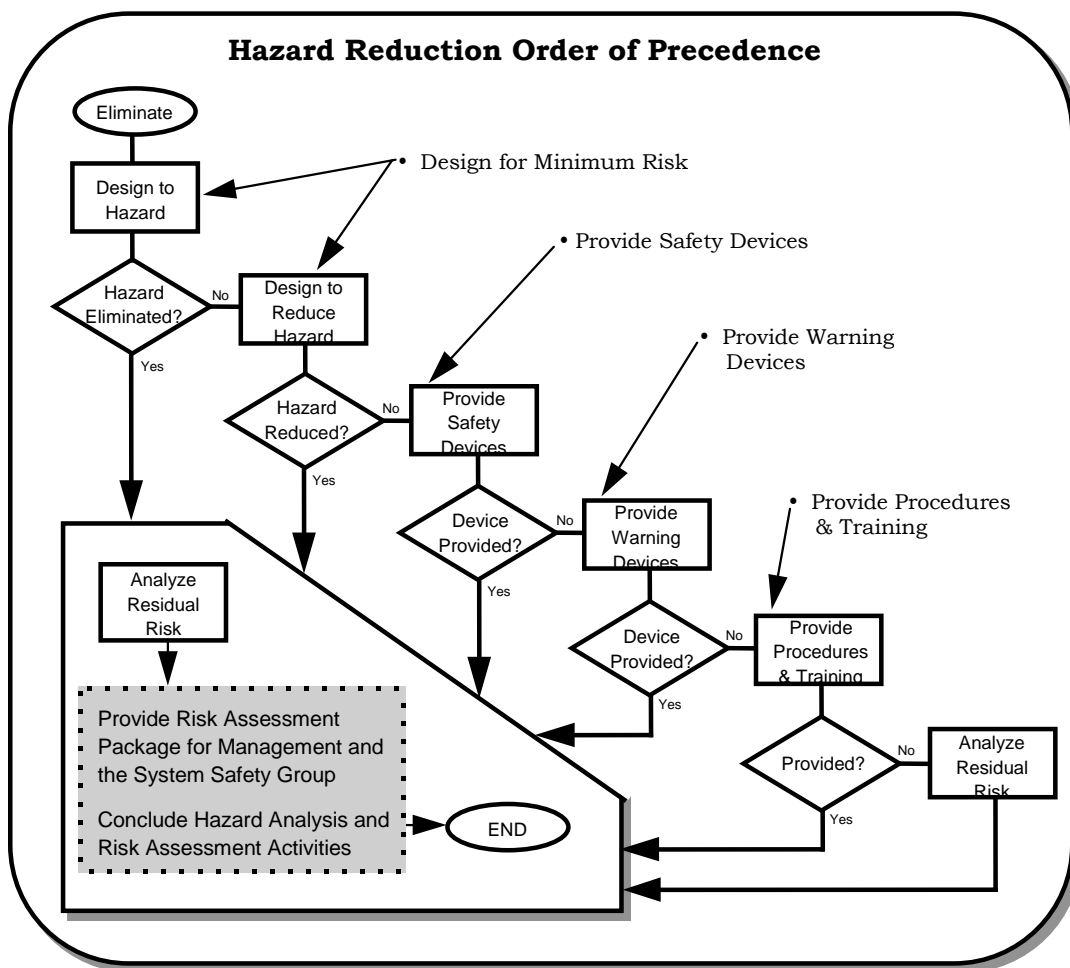 Hazard Reduction Order of Precedence
Eliminate
Design to
Hazard
• Design for Minimum Risk
Hazard
Eliminated?
No
Yes
Design to
Reduce
Hazard
• Provide Safety Devices
Hazard
Reduced?
No
Yes
Provide
Safety
Devices
• Provide Warning
Devices
Device
Provided?
No
Yes
Provide
Warning
Devices
• Provide Procedures
& Training
Device
Provided?
No
Yes
Provide
Procedures
& Training
Provided?
No
Yes
Analyze
Residual
Risk
Analyze
Residual
Risk
Provide Risk Assessment
Package for Management and
the System Safety Group
Conclude Hazard Analysis and
Risk Assessment Activities
END